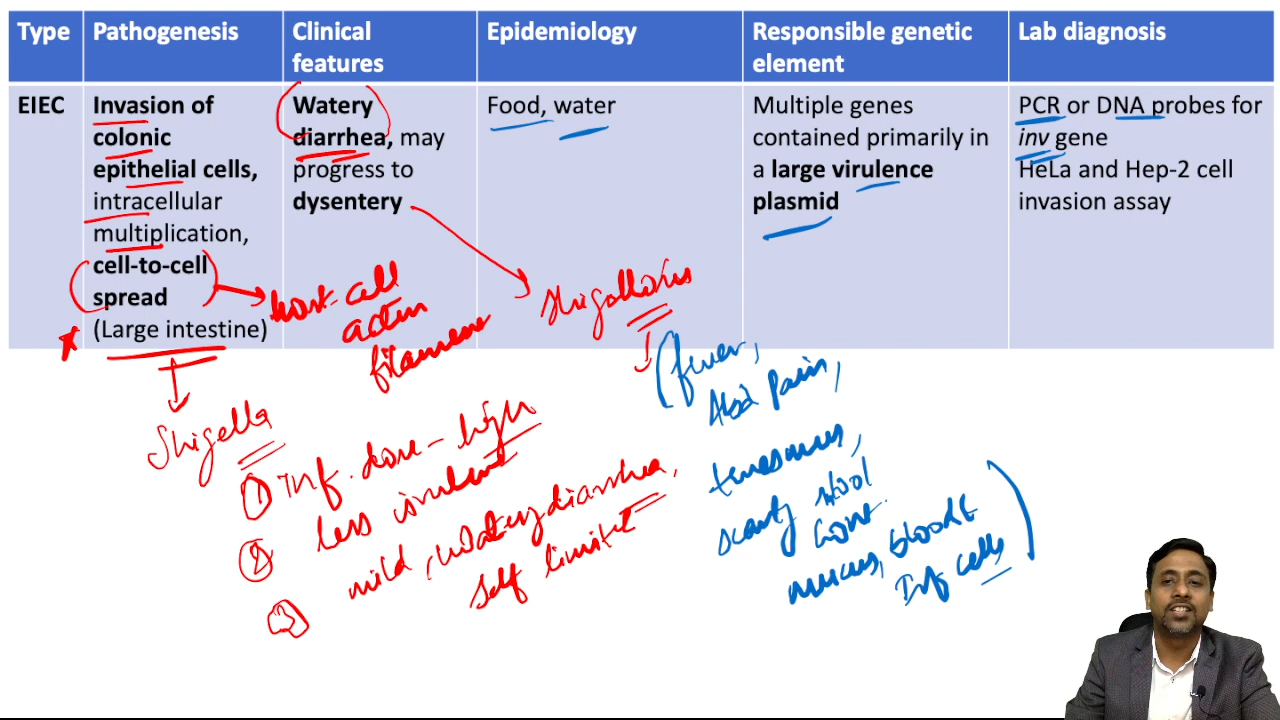 Type
Pathogenesis
Clinical
features
Epidemiology
Responsible genetic
element
Lab diagnosis
EIEC
Invasion of
colonic
epithelial cells,
intracellular
multiplication,
cell-to-cell
spread
(Large intestine)
Watery
diarrhea, may
progress to
dysentery
Food, water
Multiple genes
contained primarily in
a large virulence
plasmid
PCR or DNA probes for
inv gene
HeLa and Hep-2 cell
invasion assay
host-cell
actin
filament
Shigella
① Inf. dose - high
② less virulent
③ mild, watery diarrhea,
self limited
(fever,
Abd pain,
tenesmus,
scanty stool
mucus, blood &
Inf cells)